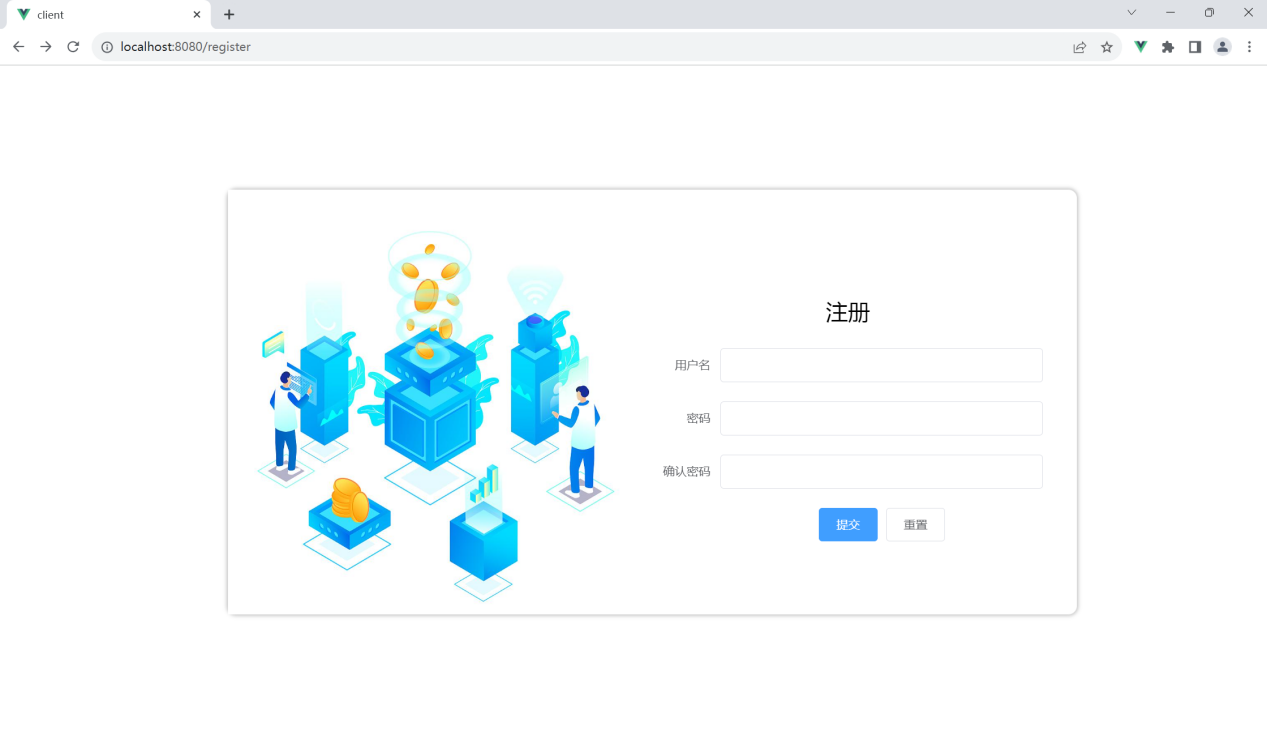 client
localhost:8080/register
注册
用户名
密码
确认密码
提交 重置